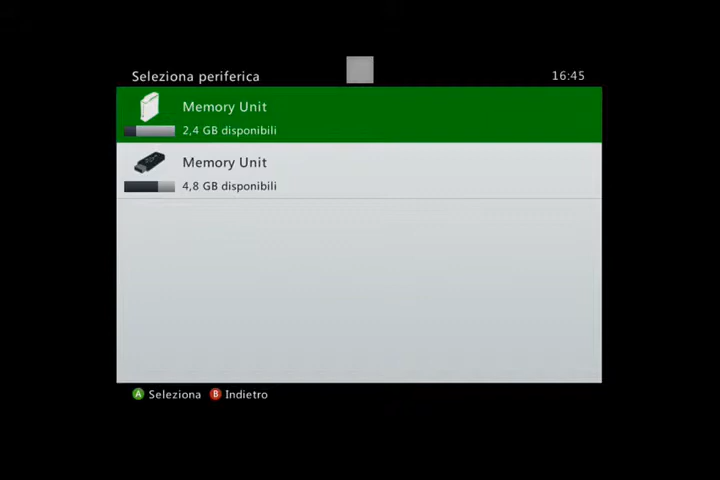 Seleziona periferica
16:45
Memory Unit
2,4 GB disponibili
Memory Unit
4,8 GB disponibili
A Seleziona B Indietro